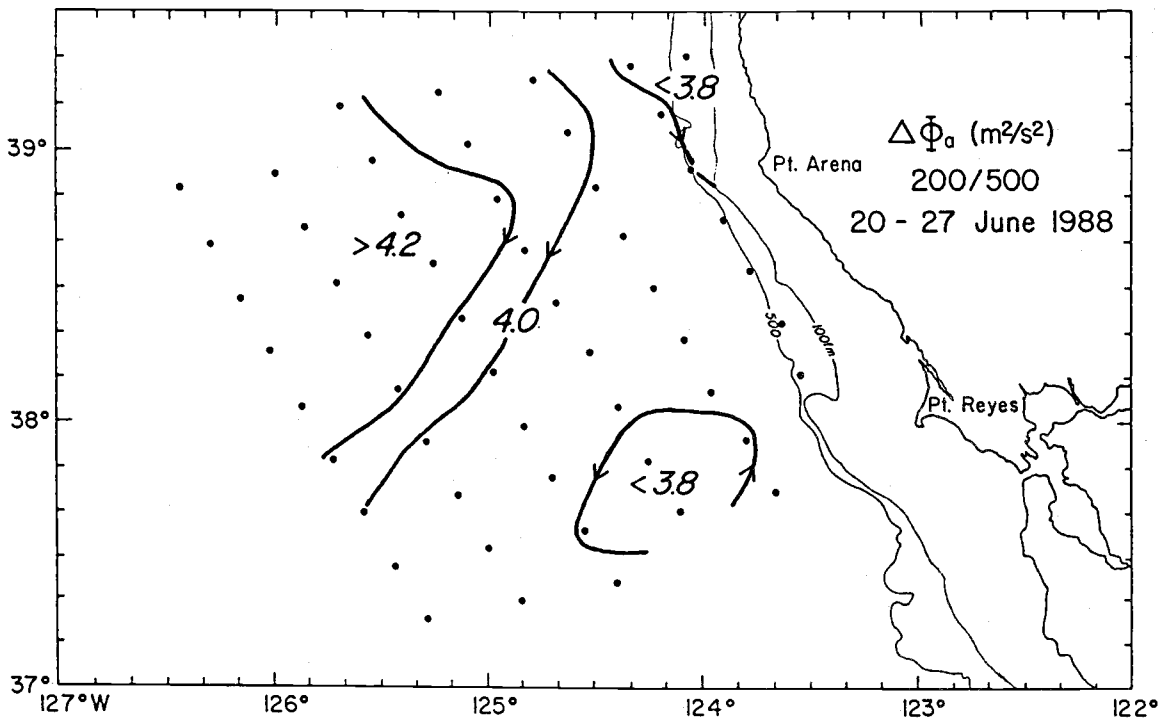 <3.8
39°
ΔΦₐ (m²/s²)
Pt. Arena
200/500
20 - 27 June 1988
>4.2
4.0
500
100fm
38°
Pt. Reyes
<3.8
37°
127°W
126°
125°
124°
123°
122°